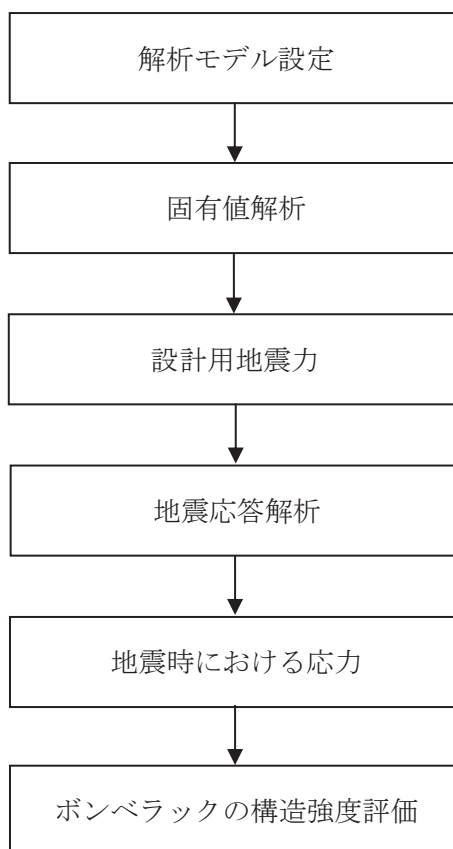 解析モデル設定
固有値解析
設計用地震力
地震応答解析
地震時における応力
ボンベラックの構造強度評価